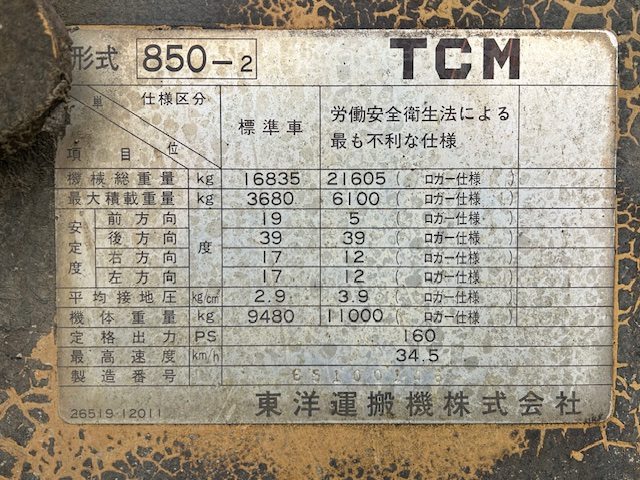 形式 850-2 TCM
単位 仕様区分 項目 標準車 労働安全衛生法による
最も不利な仕様
機械総重量 kg 16835 21605 ( ロガー仕様 )
最大積載重量 kg 3680 6100 ( ロガー仕様 )
安定度 前方向 度 19 5 ( ロガー仕様 )
後方向 39 39 ( ロガー仕様 )
右方向 17 12 ( ロガー仕様 )
左方向 17 12 ( ロガー仕様 )
平均接地圧 kg/cm² 2.9 3.9 ( ロガー仕様 )
機体重量 kg 9480 11000 ( ロガー仕様 )
定格出力 PS 160
最高速度 km/h 34.5
製造番号
26519-12011 東洋運搬機株式会社